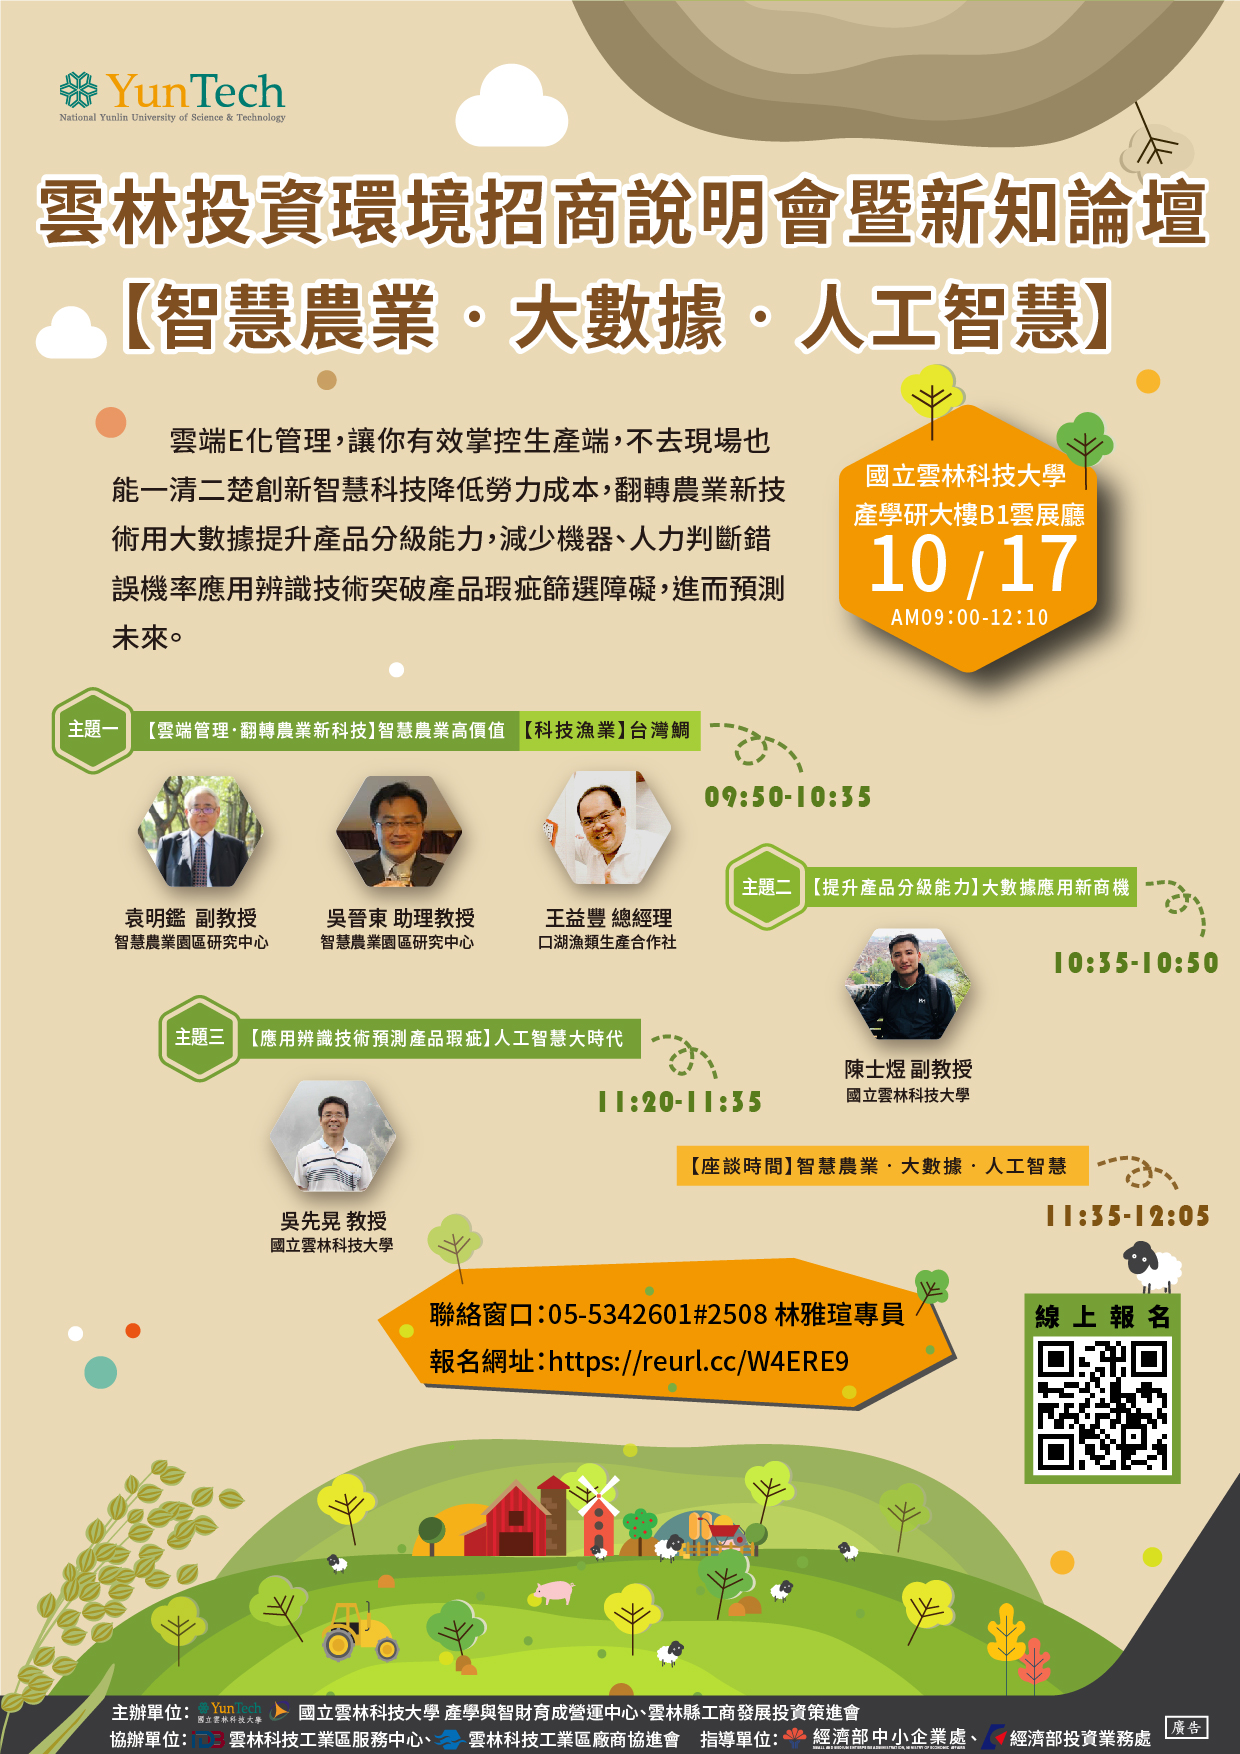 YunTech
National Yunlin University of Science & Technology
雲林投資環境招商說明會暨新知論壇
【智慧農業・大數據・人工智慧】
雲端E化管理，讓你有效掌控生產端，不去現場也
能一清二楚創新智慧科技降低勞力成本，翻轉農業新技
術用大數據提升產品分級能力，減少機器、人力判斷錯
誤機率應用辨識技術突破產品瑕疵篩選障礙，進而預測
未來。
國立雲林科技大學
產學研大樓B1雲展廳
10 / 17
AM09：00-12：10
主題一
【雲端管理・翻轉農業新科技】智慧農業高價值
【科技漁業】台灣鯛
09:50-10:35
袁明鑑 副教授
智慧農業園區研究中心
吳晉東 助理教授
智慧農業園區研究中心
王益豐 總經理
口湖漁類生產合作社
主題二
【提升產品分級能力】大數據應用新商機
10:35-10:50
陳士煜 副教授
國立雲林科技大學
主題三
【應用辨識技術預測產品瑕疵】人工智慧大時代
11:20-11:35
吳先晃 教授
國立雲林科技大學
【座談時間】智慧農業・大數據・人工智慧
11:35-12:05
聯絡窗口：05-5342601#2508 林雅瑄專員
報名網址：https://reurl.cc/W4ERE9
線上報名
主辦單位： YunTech 國立雲林科技大學 國立雲林科技大學 產學與智財育成營運中心、雲林縣工商發展投資策進會
協辦單位： IDB 雲林科技工業區服務中心、 雲林科技工業區廠商協進會 指導單位： 經濟部中小企業處、 經濟部投資業務處
SMALL AND MEDIUM ENTERPRISE ADMINISTRATION, MINISTRY OF ECONOMIC AFFAIRS
廣告